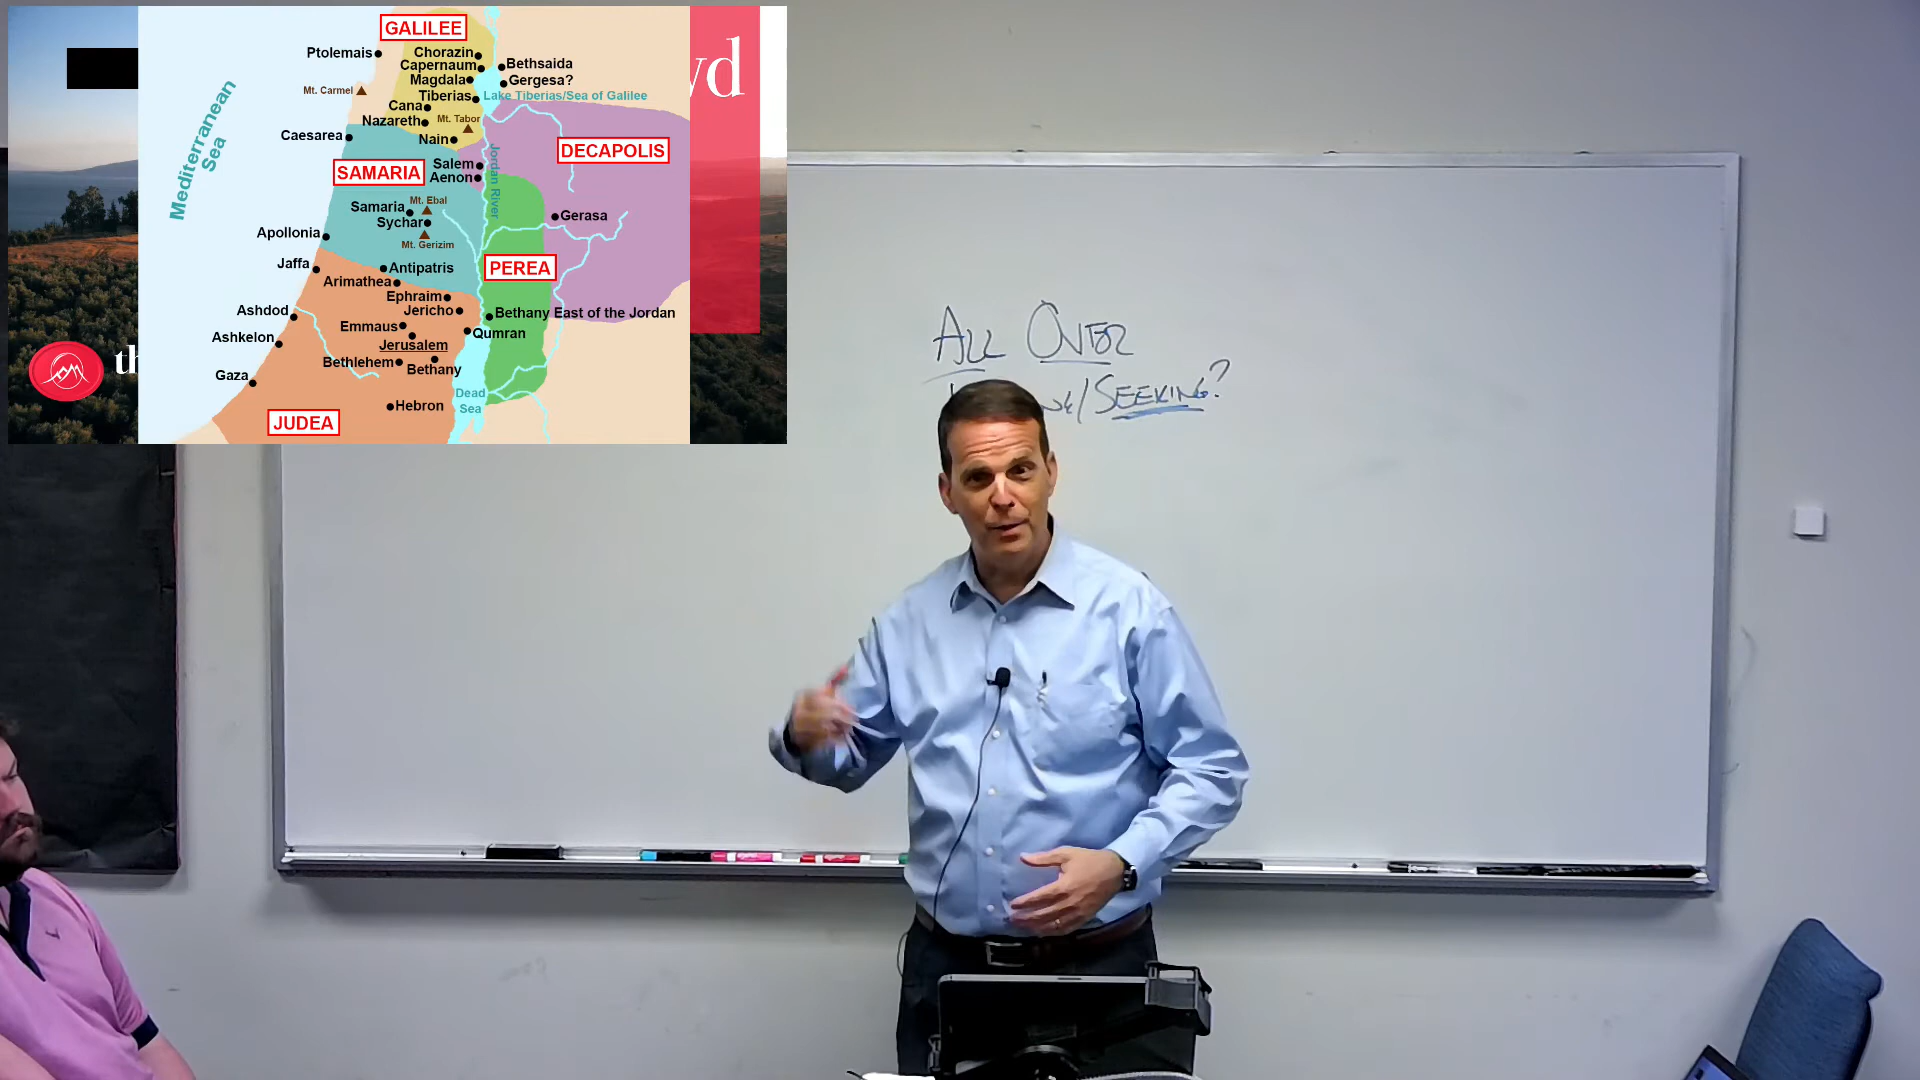 GALILEE
Ptolemais
Chorazin
Capernaum
Bethsaida
Magdala
Gergesa?
Mt. Carmel
Tiberias
Lake Tiberias/Sea of Galilee
Cana
Nazareth
Mt. Tabor
Caesarea
Nain
DECAPOLIS
Mediterranean
Sea
SAMARIA
Salem
Aenon
Jordan River
Samaria
Mt. Ebal
Sychar
Gerasa
Apollonia
Mt. Gerizim
Jaffa
Antipatris
PEREA
Arimathea
Ephraim
Jericho
Ashdod
Bethany East of the Jordan
Emmaus
Qumran
Ashkelon
Jerusalem
Bethlehem
Bethany
Gaza
Dead
Sea
Hebron
JUDEA
ALL OVER
SEEKING?